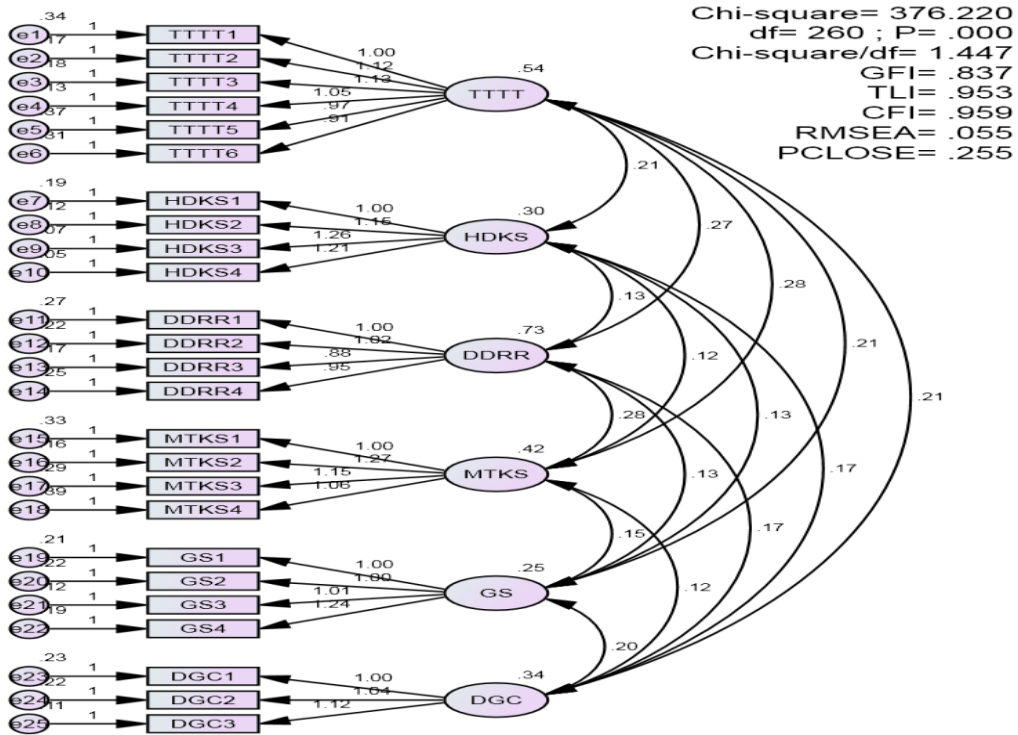 Chi-square= 376.220
df= 260 ; P= .000
Chi-square/df= 1.447
GFI= .837
TLI= .953
CFI= .959
RMSEA= .055
PCLOSE= .255
.34
e1 1 TTTT1
.17
e2 1 TTTT2
.18
e3 1 TTTT3
.13
e4 1 TTTT4
.37
e5 1 TTTT5
.31
e6 1 TTTT6
1.00
1.12
1.13
1.05
.97
.91
.54
TTTT
.19
e7 1 HDKS1
.12
e8 1 HDKS2
.07
e9 1 HDKS3
.05
e10 1 HDKS4
1.00
1.15
1.26
1.21
.30
HDKS
.27
e11 1 DDRR1
.22
e12 1 DDRR2
.17
e13 1 DDRR3
.25
e14 1 DDRR4
1.00
1.02
.88
.95
.73
DDRR
.33
e15 1 MTKS1
.16
e16 1 MTKS2
.29
e17 1 MTKS3
.39
e18 1 MTKS4
1.00
1.27
1.15
1.06
.42
MTKS
.21
e19 1 GS1
.22
e20 1 GS2
.12
e21 1 GS3
.19
e22 1 GS4
1.00
1.00
1.01
1.24
.25
GS
.23
e23 1 DGC1
.22
e24 1 DGC2
.11
e25 1 DGC3
1.00
1.04
1.12
.34
DGC
.21
.27
.28
.21
.21
.13
.12
.13
.17
.28
.13
.17
.15
.12
.20